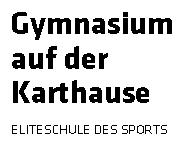 Gymnasium
auf der
Karthause
ELITESCHULE DES SPORTS